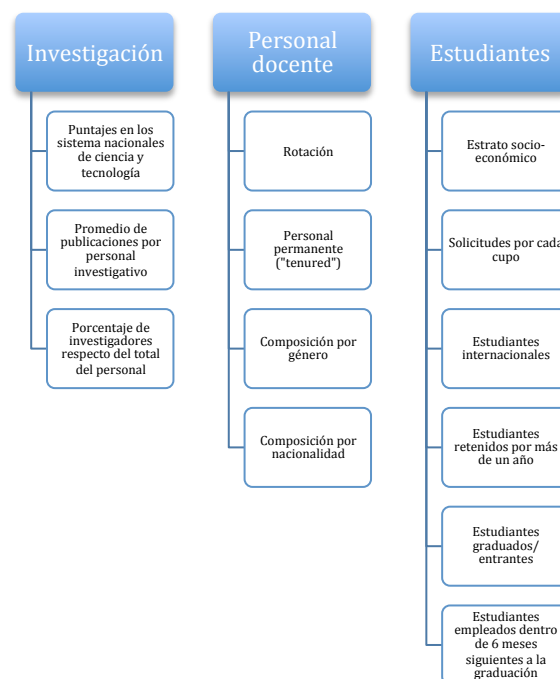 Investigación
Puntajes en los
sistema nacionales
de ciencia y
tecnología
Promedio de
publicaciones por
personal
investigativo
Porcentaje de
investigadores
respecto del total
del personal
Personal
docente
Rotación
Personal
permanente
("tenured")
Composición por
género
Composición por
nacionalidad
Estudiantes
Estrato socio-
económico
Solicitudes por cada
cupo
Estudiantes
internacionales
Estudiantes
retenidos por más
de un año
Estudiantes
graduados/
entrantes
Estudiantes
empleados dentro
de 6 meses
siguientes a la
graduación